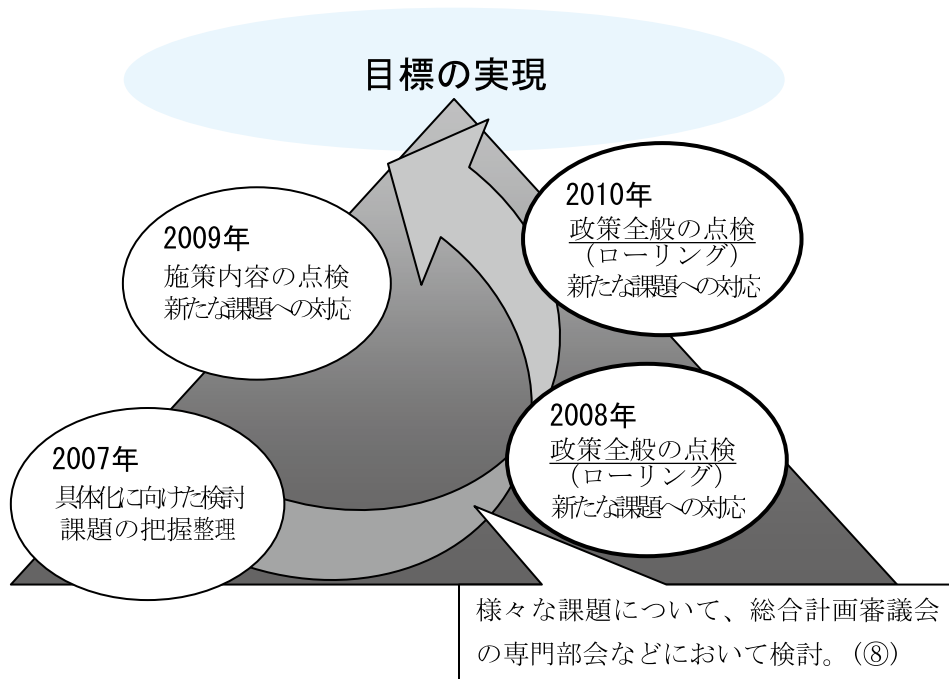 目標の実現
2010年
政策全般の点検
（ローリング）
新たな課題への対応
2009年
施策内容の点検
新たな課題への対応
2008年
政策全般の点検
（ローリング）
新たな課題への対応
2007年
具体化に向けた検討
課題の把握整理
様々な課題について、総合計画審議会
の専門部会などにおいて検討。（⑧）